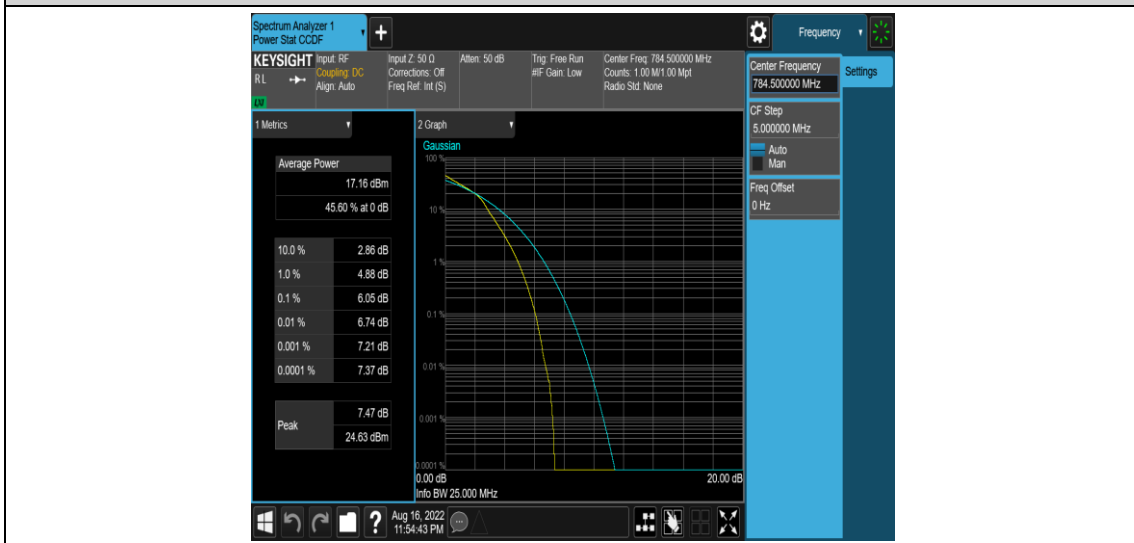 Spectrum Analyzer 1
Power Stat CCDF
+
Frequency
KEYSIGHT
RL
LXI
Input: RF
Coupling: DC
Align: Auto
Input Z: 50 Ω
Corrections: Off
Freq Ref: Int (S)
Atten: 50 dB
Trig: Free Run
#IF Gain: Low
Center Freq: 784.500000 MHz
Counts: 1.00 M/1.00 Mpt
Radio Std: None
Center Frequency
784.500000 MHz
Settings
CF Step
5.000000 MHz
Auto
Man
Freq Offset
0 Hz
1 Metrics
Average Power
17.16 dBm
45.60 % at 0 dB
10.0 % 2.86 dB
1.0 % 4.88 dB
0.1 % 6.05 dB
0.01 % 6.74 dB
0.001 % 7.21 dB
0.0001 % 7.37 dB
Peak 7.47 dB
24.63 dBm
2 Graph
Gaussian
100 %
10 %
1 %
0.1 %
0.01 %
0.001 %
0.0001 %
0.00 dB 20.00 dB
Info BW 25.000 MHz
?
Aug 16, 2022
11:54:43 PM